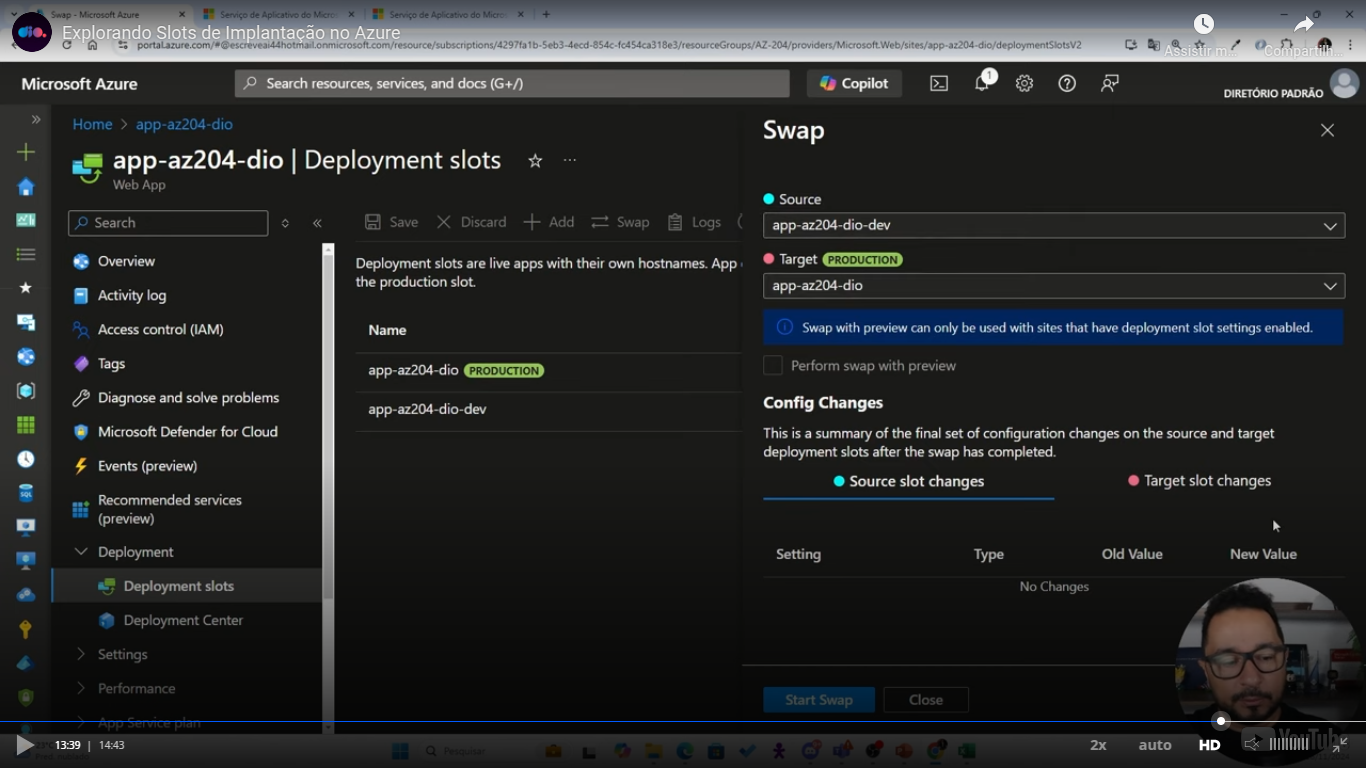 Swap - Microsoft Azure
Serviço de Aplicativo do Micros
Serviço de Aplicativo do Micros
dio.
Explorando Slots de Implantação no Azure
portal.azure.com/#@escreveai44hotmail.onmicrosoft.com/resource/subscriptions/4297fa1b-5eb3-4ecd-854c-fc454ca318e3/resourceGroups/AZ-204/providers/Microsoft.Web/sites/app-az204-dio/deploymentSlotsV2
Assistir m...
Compartilh...
Microsoft Azure
Search resources, services, and docs (G+/)
Copilot
1
DIRETÓRIO PADRÃO
Home > app-az204-dio
app-az204-dio | Deployment slots
Web App
Search
Save
Discard
Add
Swap
Logs
Overview
Activity log
Access control (IAM)
Tags
Diagnose and solve problems
Microsoft Defender for Cloud
Events (preview)
Recommended services
(preview)
Deployment
Deployment slots
Deployment Center
Settings
Performance
App Service plan
Deployment slots are live apps with their own hostnames. App
the production slot.
Name
app-az204-dio PRODUCTION
app-az204-dio-dev
Swap
Source
app-az204-dio-dev
Target PRODUCTION
app-az204-dio
Swap with preview can only be used with sites that have deployment slot settings enabled.
Perform swap with preview
Config Changes
This is a summary of the final set of configuration changes on the source and target
deployment slots after the swap has completed.
Source slot changes
Target slot changes
Setting Type Old Value New Value
No Changes
Start Swap
Close
SQL
Pesquisar
13:39 | 14:43
2x
auto
HD
YouTube